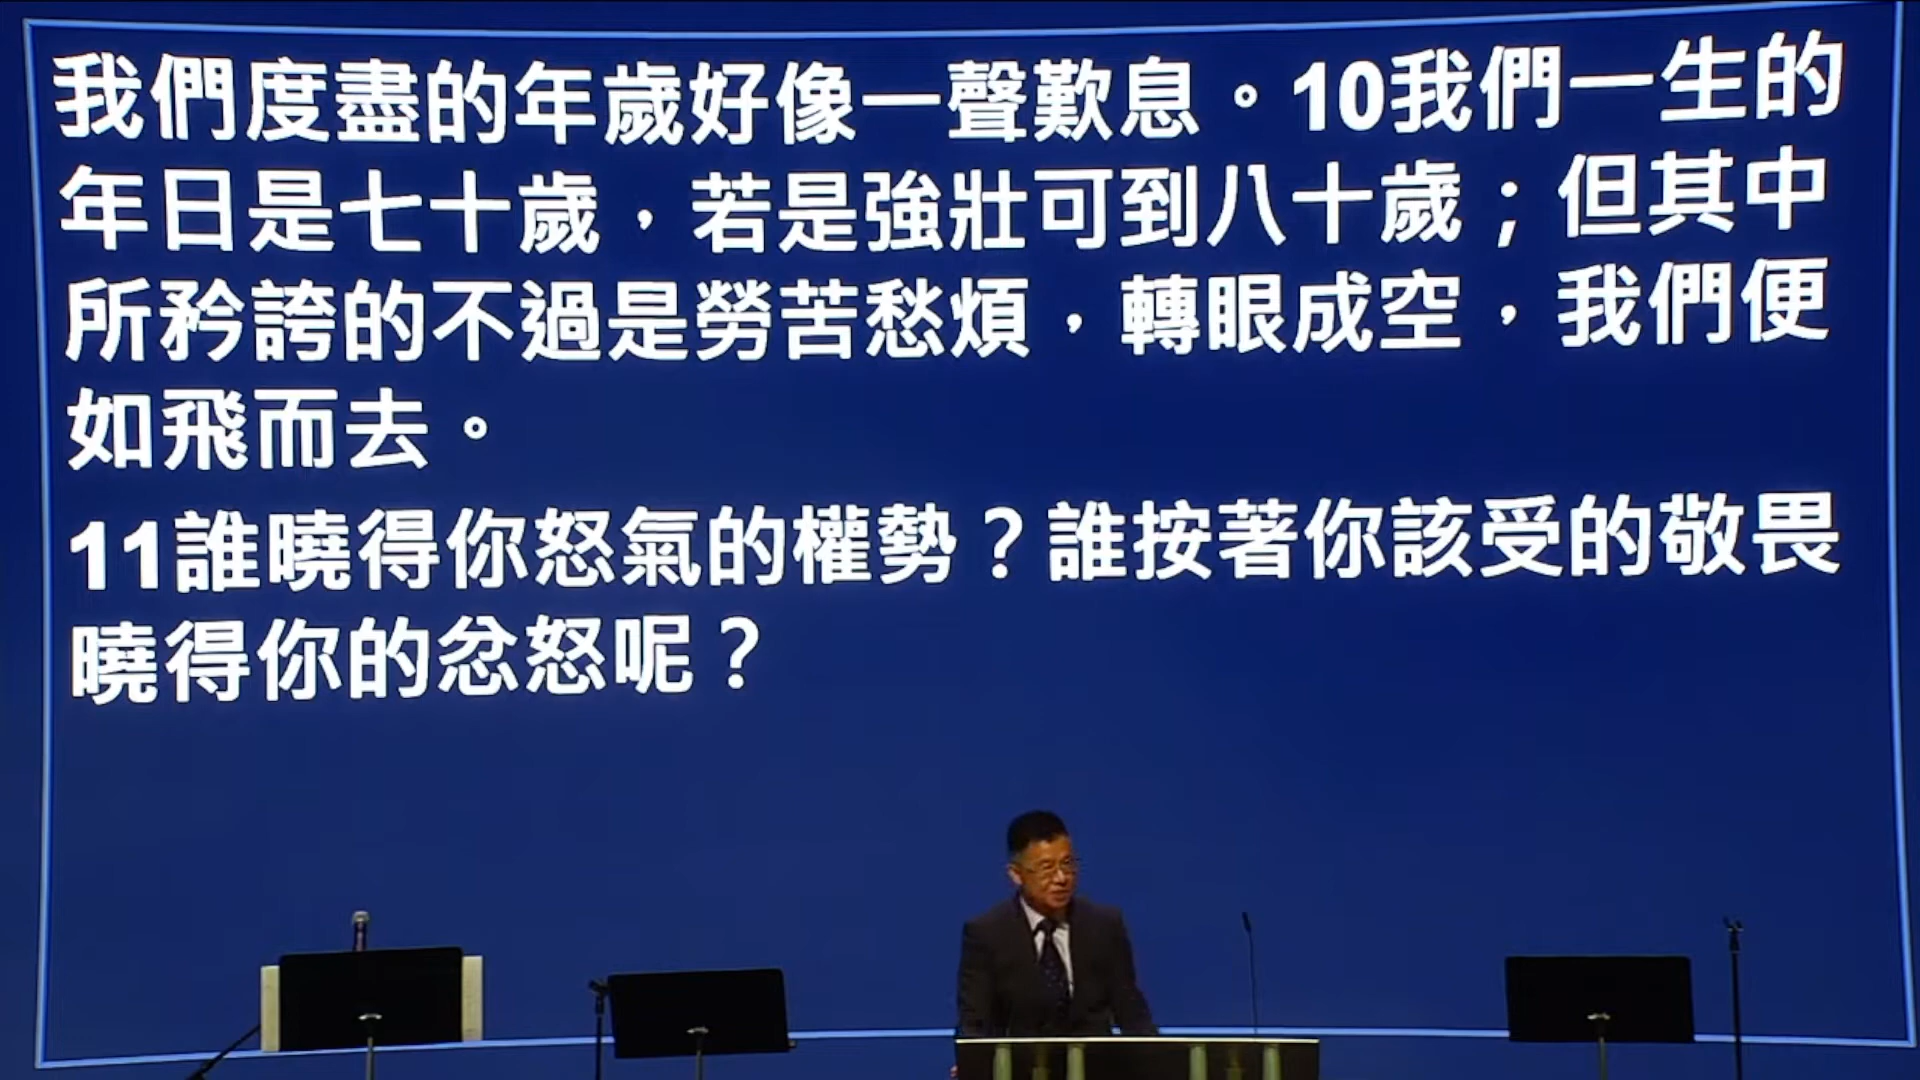 我們度盡的年歲好像一聲歎息。10我們一生的
年日是七十歲，若是強壯可到八十歲；但其中
所矜誇的不過是勞苦愁煩，轉眼成空，我們便
如飛而去。
11誰曉得你怒氣的權勢？誰按著你該受的敬畏
曉得你的忿怒呢？